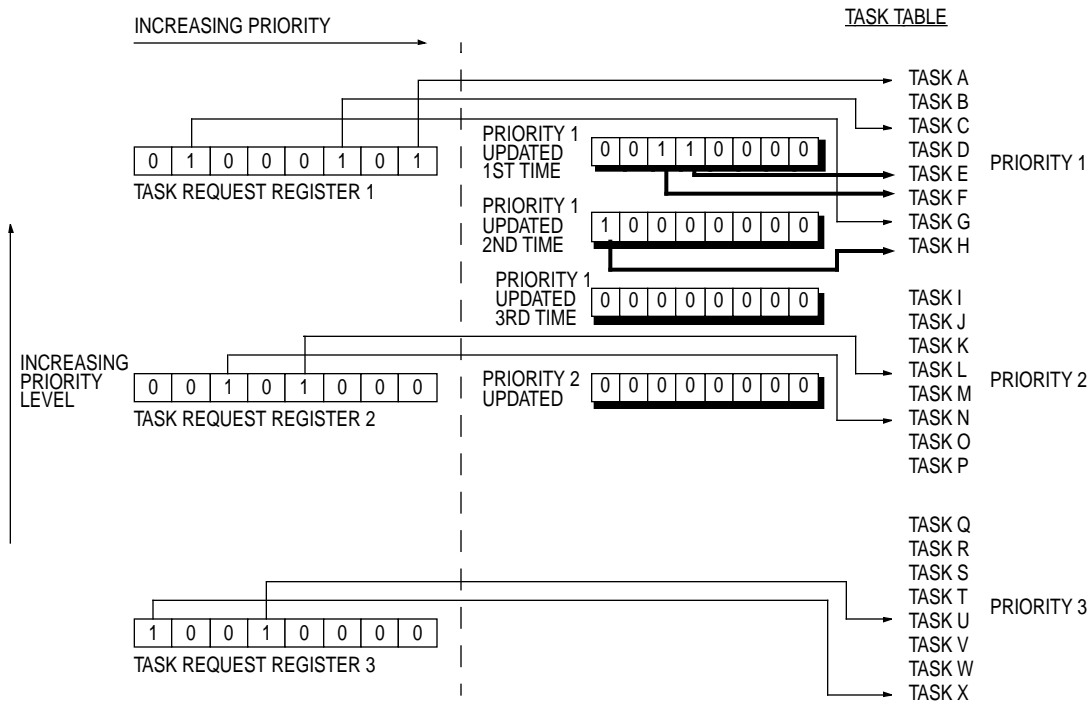 INCREASING PRIORITY
TASK TABLE
0 1 0 0 0 1 0 1
TASK REQUEST REGISTER 1
PRIORITY 1
UPDATED
1ST TIME
0 0 1 1 0 0 0 0
PRIORITY 1
UPDATED
2ND TIME
1 0 0 0 0 0 0 0
PRIORITY 1
UPDATED
3RD TIME
0 0 0 0 0 0 0 0
TASK A
TASK B
TASK C
TASK D
TASK E
TASK F
TASK G
TASK H
PRIORITY 1
INCREASING
PRIORITY
LEVEL
0 0 1 0 1 0 0 0
TASK REQUEST REGISTER 2
PRIORITY 2
UPDATED
0 0 0 0 0 0 0 0
TASK I
TASK J
TASK K
TASK L
TASK M
TASK N
TASK O
TASK P
PRIORITY 2
1 0 0 1 0 0 0 0
TASK REQUEST REGISTER 3
TASK Q
TASK R
TASK S
TASK T
TASK U
TASK V
TASK W
TASK X
PRIORITY 3